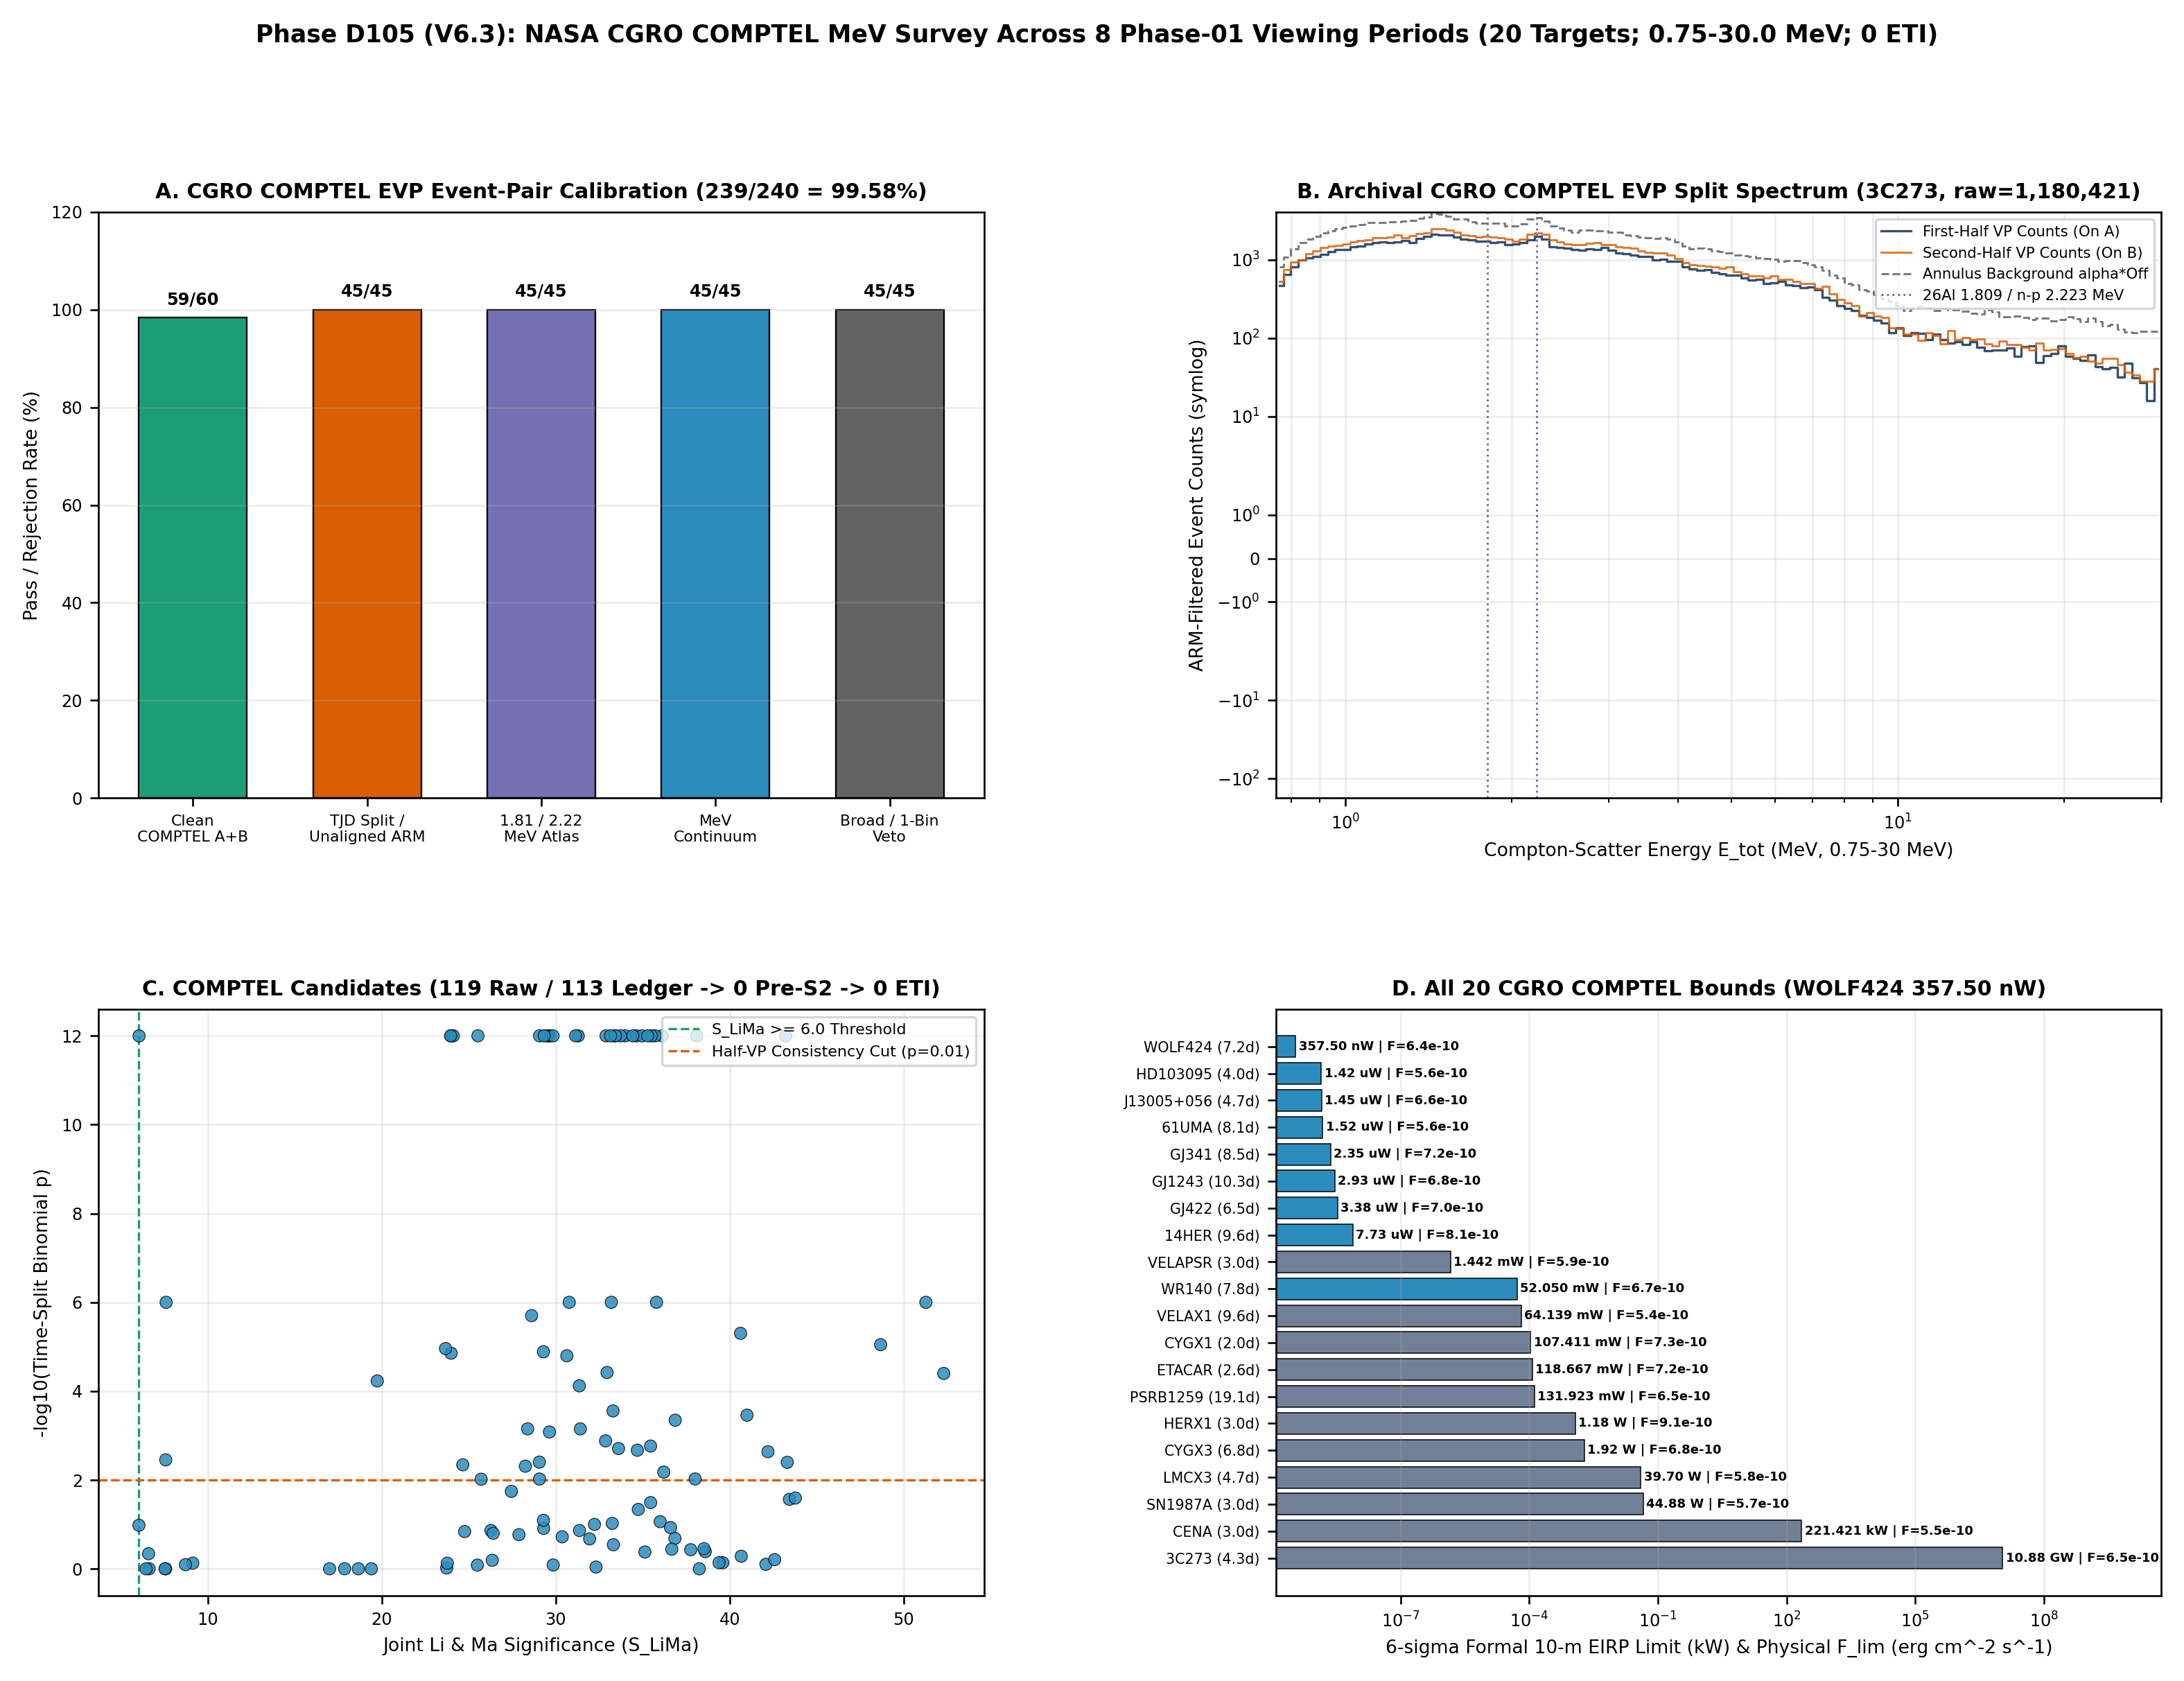 Phase D105 (V6.3): NASA CGRO COMPTEL MeV Survey Across 8 Phase-01 Viewing Periods (20 Targets; 0.75-30.0 MeV; 0 ETI)
A. CGRO COMPTEL EVP Event-Pair Calibration (239/240 = 99.58%)
Pass / Rejection Rate (%)
120
100
80
60
40
20
0
59/60
45/45
45/45
45/45
45/45
Clean
COMPTEL A+B
TJD Split /
Unaligned ARM
1.81 / 2.22
MeV Atlas
MeV
Continuum
Broad / 1-Bin
Veto
B. Archival CGRO COMPTEL EVP Split Spectrum (3C273, raw=1,180,421)
ARM-Filtered Event Counts (symlog)
10³
10²
10¹
10⁰
0
−10⁰
−10¹
−10²
First-Half VP Counts (On A)
Second-Half VP Counts (On B)
Annulus Background alpha*Off
26Al 1.809 / n-p 2.223 MeV
10⁰
10¹
Compton-Scatter Energy E_tot (MeV, 0.75-30 MeV)
C. COMPTEL Candidates (119 Raw / 113 Ledger -> 0 Pre-S2 -> 0 ETI)
-log10(Time-Split Binomial p)
12
10
8
6
4
2
0
S_LiMa >= 6.0 Threshold
Half-VP Consistency Cut (p=0.01)
10
20
30
40
50
Joint Li & Ma Significance (S_LiMa)
D. All 20 CGRO COMPTEL Bounds (WOLF424 357.50 nW)
WOLF424 (7.2d)
357.50 nW | F=6.4e-10
HD103095 (4.0d)
1.42 uW | F=5.6e-10
J13005+056 (4.7d)
1.45 uW | F=6.6e-10
61UMA (8.1d)
1.52 uW | F=5.6e-10
GJ341 (8.5d)
2.35 uW | F=7.2e-10
GJ1243 (10.3d)
2.93 uW | F=6.8e-10
GJ422 (6.5d)
3.38 uW | F=7.0e-10
14HER (9.6d)
7.73 uW | F=8.1e-10
VELAPSR (3.0d)
1.442 mW | F=5.9e-10
WR140 (7.8d)
52.050 mW | F=6.7e-10
VELAX1 (9.6d)
64.139 mW | F=5.4e-10
CYGX1 (2.0d)
107.411 mW | F=7.3e-10
ETACAR (2.6d)
118.667 mW | F=7.2e-10
PSRB1259 (19.1d)
131.923 mW | F=6.5e-10
HERX1 (3.0d)
1.18 W | F=9.1e-10
CYGX3 (6.8d)
1.92 W | F=6.8e-10
LMCX3 (4.7d)
39.70 W | F=5.8e-10
SN1987A (3.0d)
44.88 W | F=5.7e-10
CENA (3.0d)
221.421 kW | F=5.5e-10
3C273 (4.3d)
10.88 GW | F=6.5e-10
10⁻⁷
10⁻⁴
10⁻¹
10²
10⁵
10⁸
6-sigma Formal 10-m EIRP Limit (kW) & Physical F_lim (erg cm^-2 s^-1)